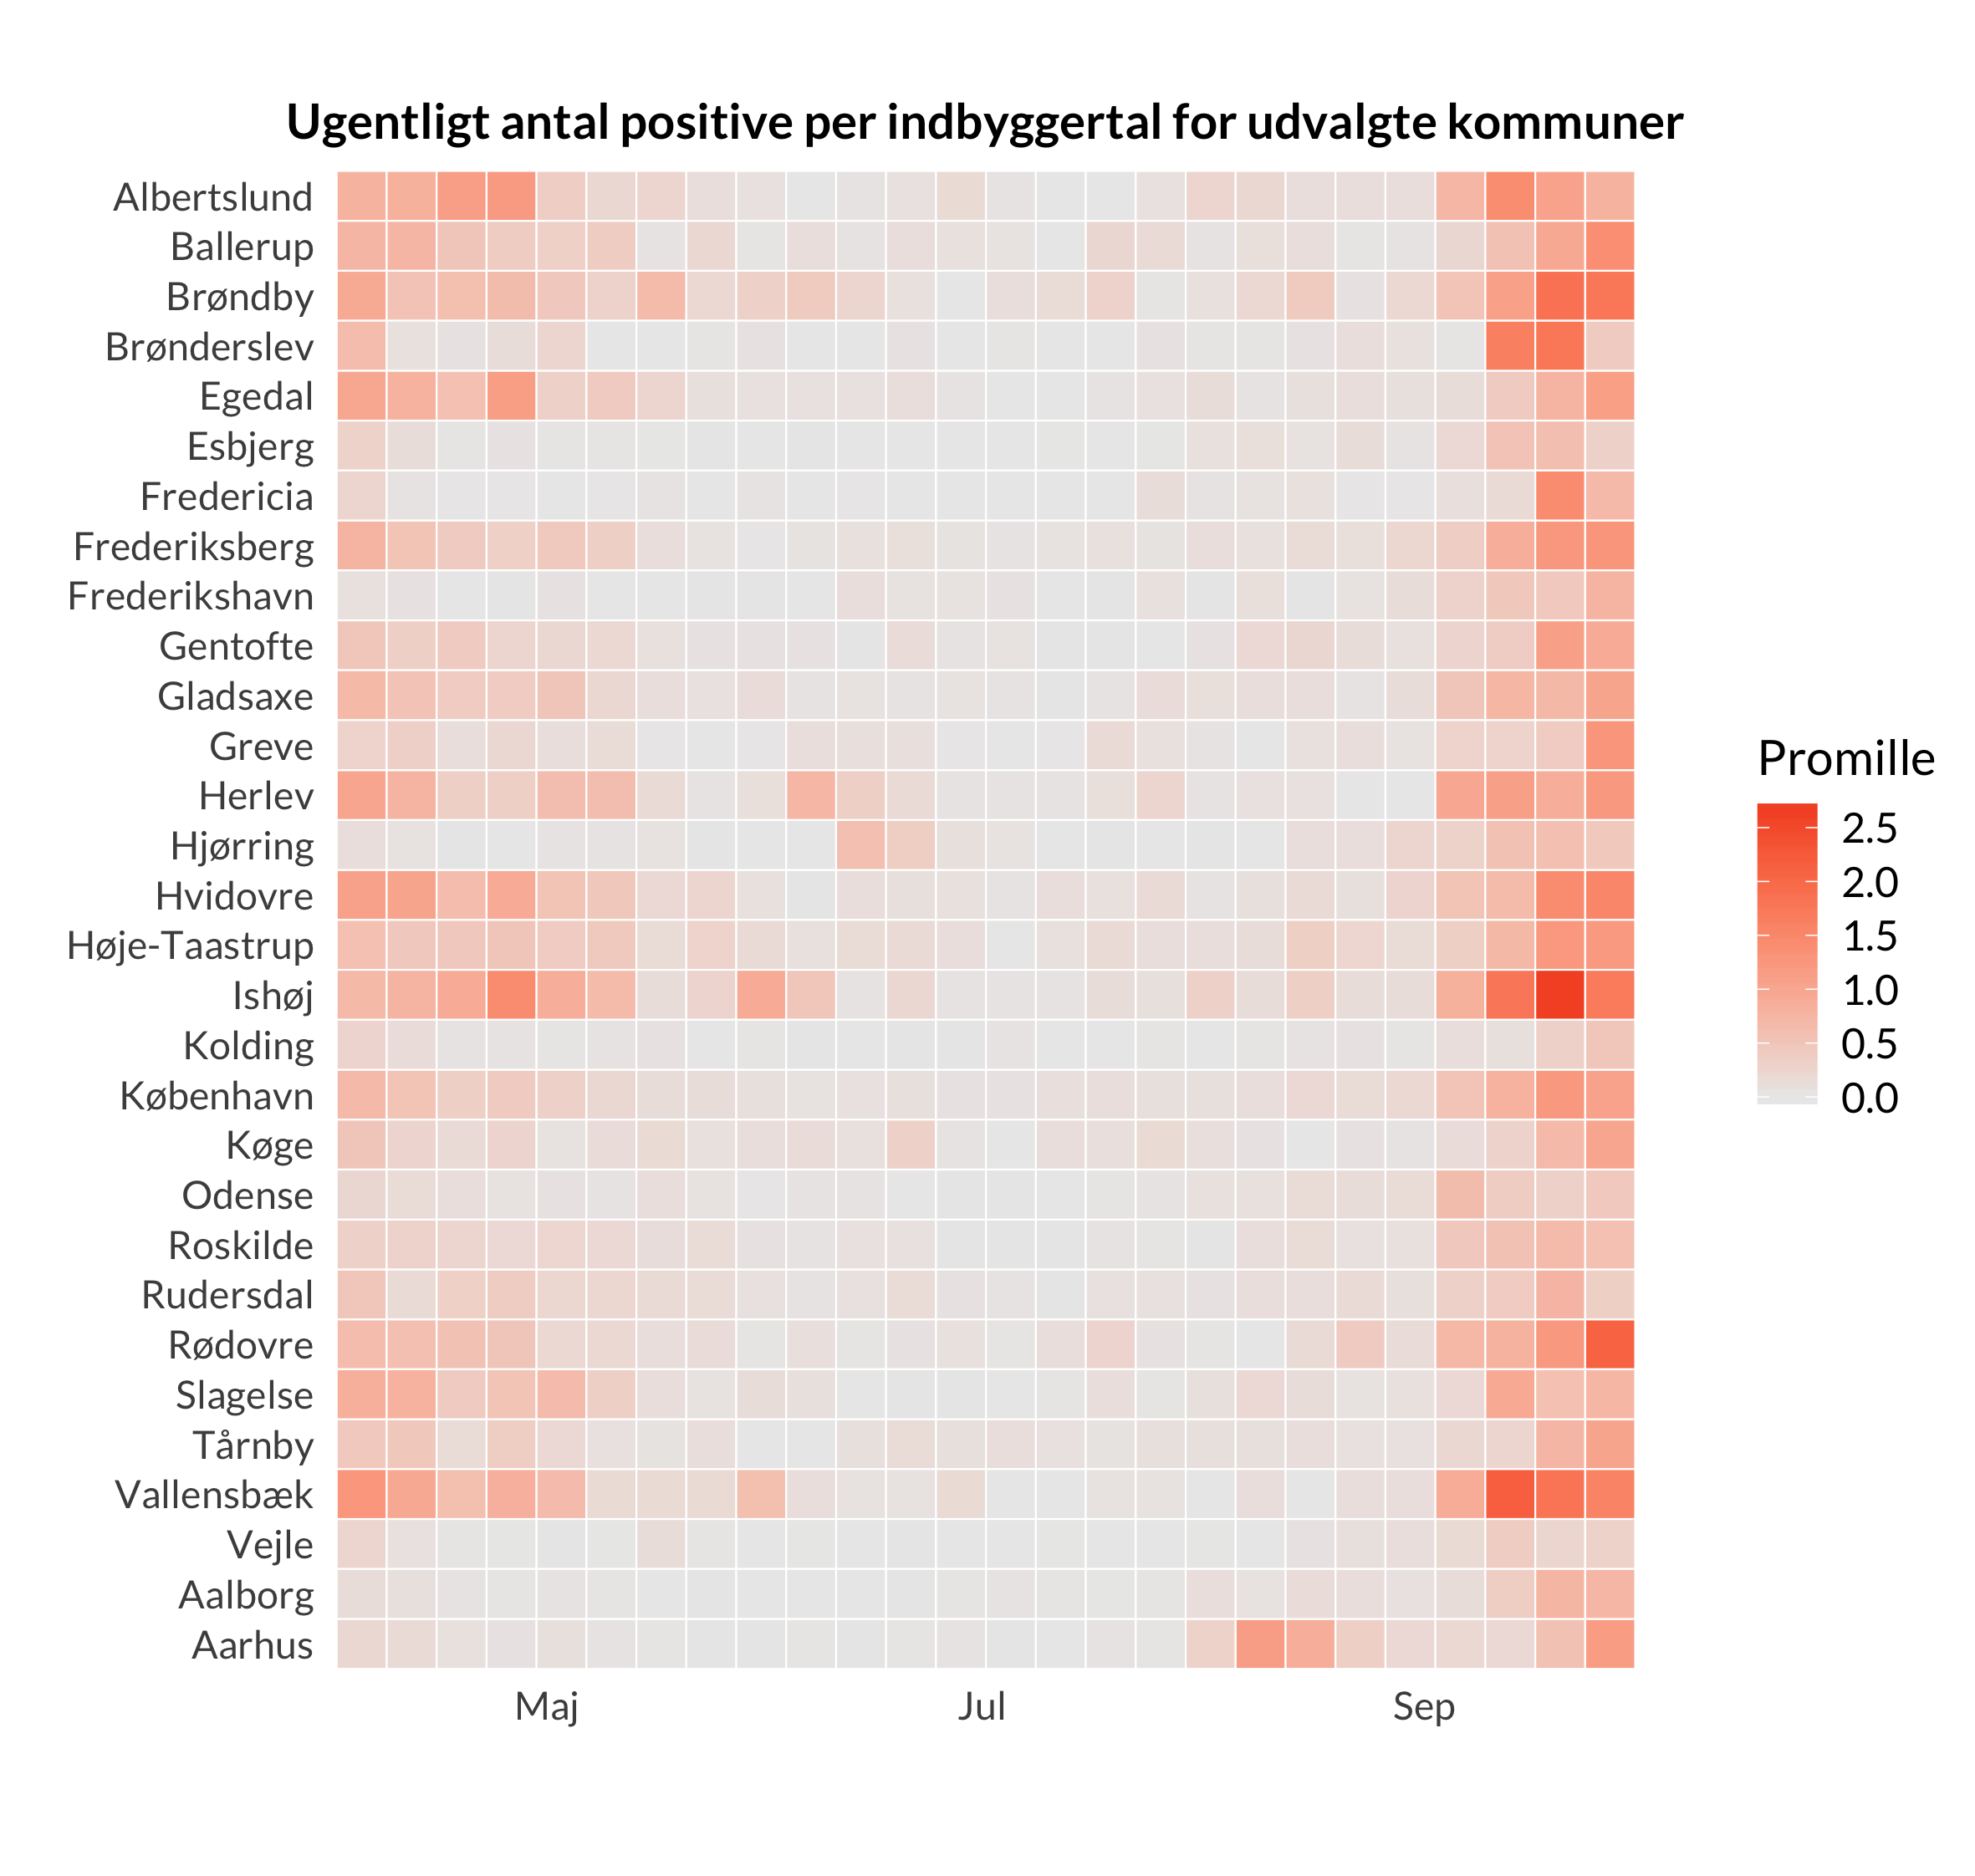 Ugentligt antal positive per indbyggertal for udvalgte kommuner
Albertslund
Ballerup
Brøndby
Brønderslev
Egedal
Esbjerg
Fredericia
Frederiksberg
Frederikshavn
Gentofte
Gladsaxe
Greve
Herlev
Hjørring
Hvidovre
Høje-Taastrup
Ishøj
Kolding
København
Køge
Odense
Roskilde
Rudersdal
Rødovre
Slagelse
Tårnby
Vallensbæk
Vejle
Aalborg
Aarhus
Maj Jul Sep
Promille
2.5
2.0
1.5
1.0
0.5
0.0